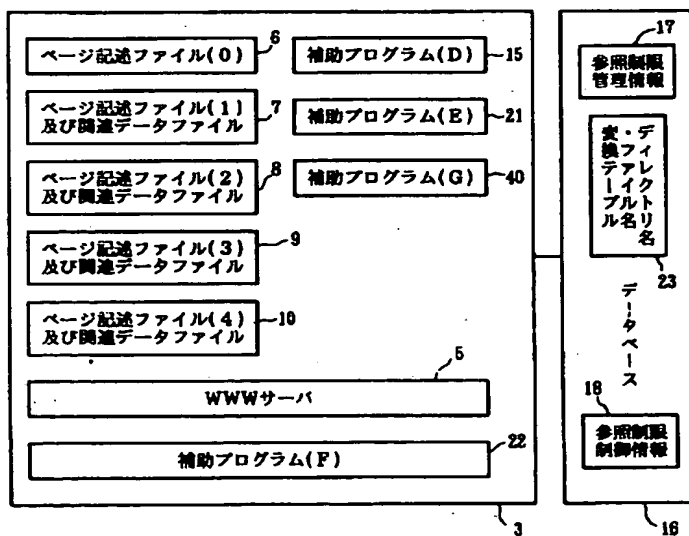 6
ページ記述ファイル(0)
補助プログラム(D)
15
7
ページ記述ファイル(1)
及び関連データファイル
補助プログラム(E)
21
8
ページ記述ファイル(2)
及び関連データファイル
補助プログラム(G)
40
9
ページ記述ファイル(3)
及び関連データファイル
10
ページ記述ファイル(4)
及び関連データファイル
5
WWWサーバ
22
補助プログラム(F)
3
17
参照制限
管理情報
ディレクトリ名
・ファイル名
変換テーブル
23
データベース
18
参照制限
制御情報
16